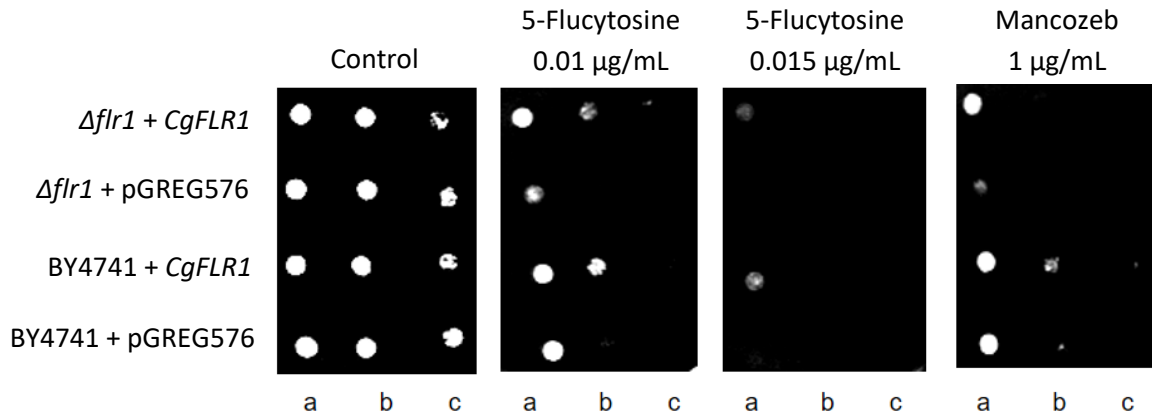 Control
5-Flucytosine
0.01 µg/mL
5-Flucytosine
0.015 µg/mL
Mancozeb
1 µg/mL
Δflr1 + CgFLR1
Δflr1 + pGREG576
BY4741 + CgFLR1
BY4741 + pGREG576
a b c
a b c
a b c
a b c